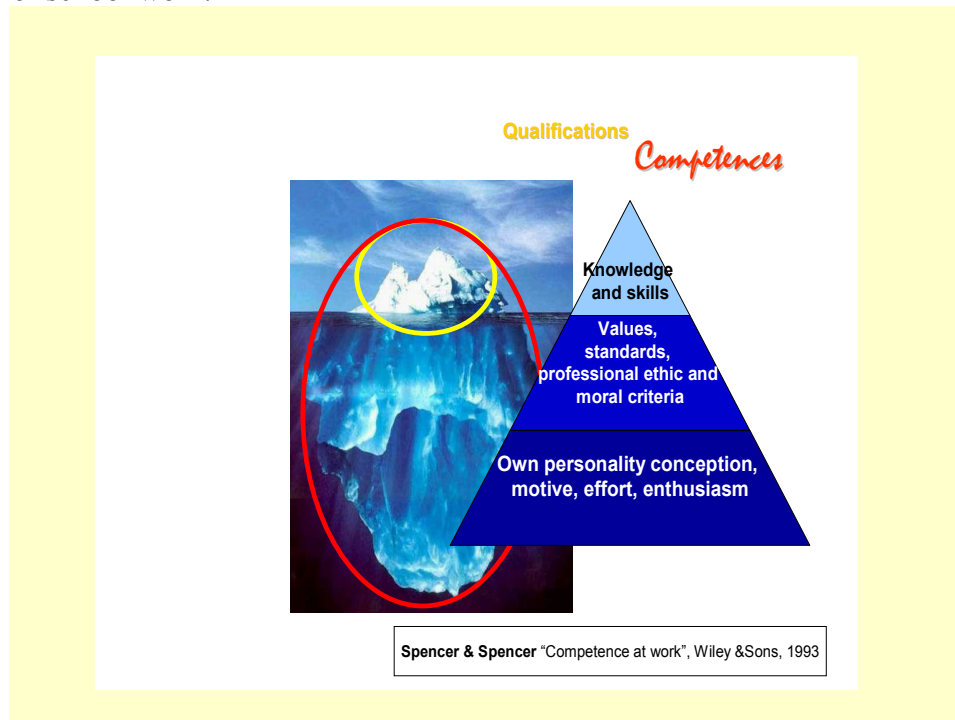 Qualifications
Competences
Knowledge
and skills
Values,
standards,
professional ethic and
moral criteria
Own personality conception,
motive, effort, enthusiasm
Spencer & Spencer “Competence at work”, Wiley &Sons, 1993